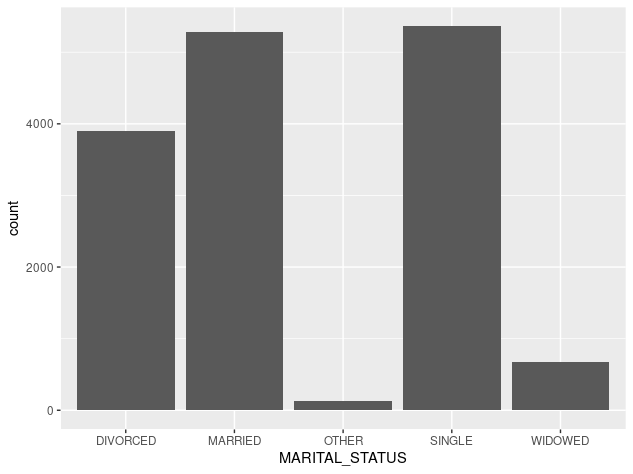 4000
2000
0
count
DIVORCED MARRIED OTHER SINGLE WIDOWED
MARITAL_STATUS